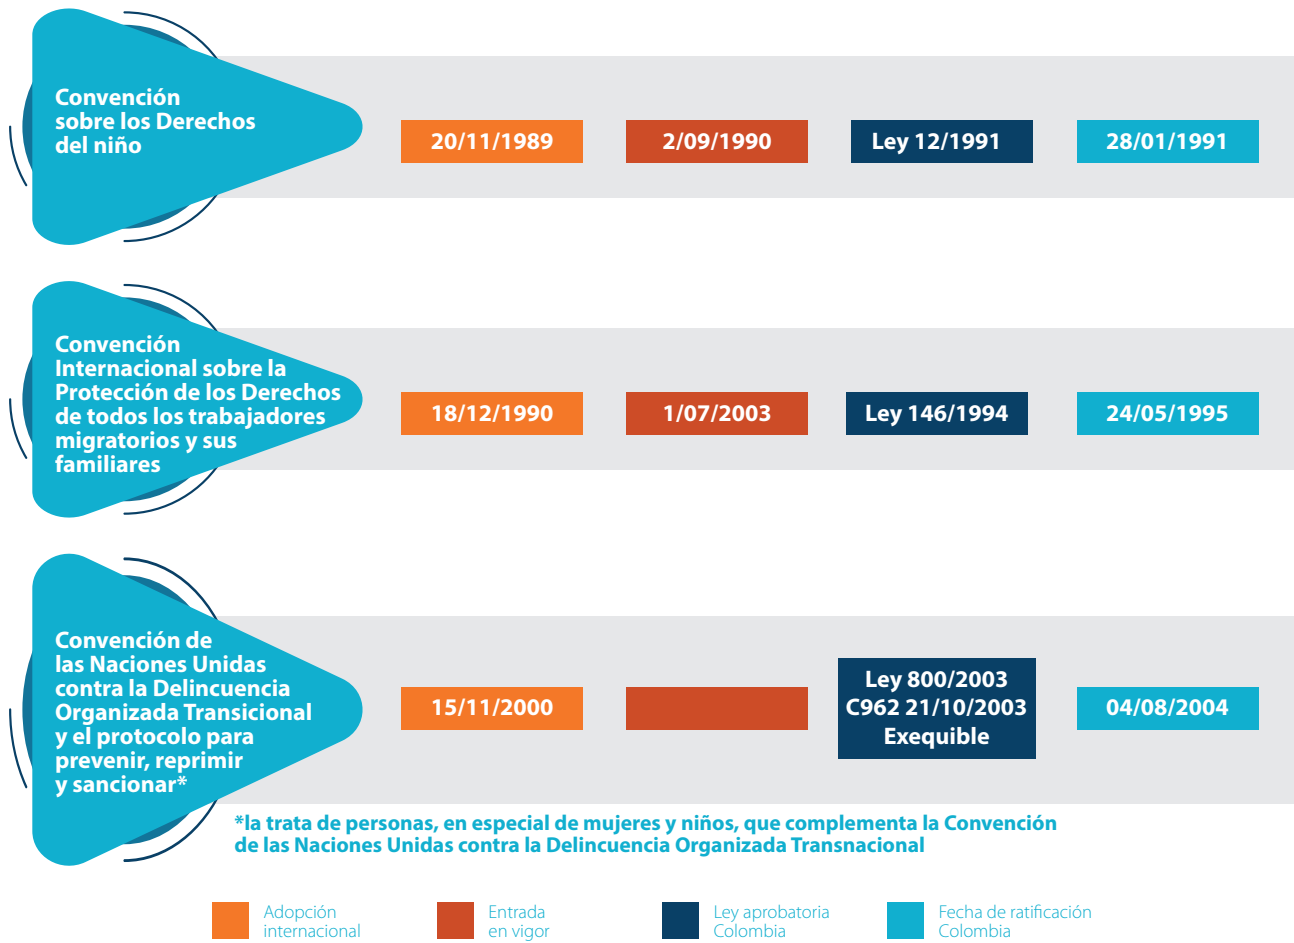 Convención
sobre los Derechos
del niño
20/11/1989
2/09/1990
Ley 12/1991
28/01/1991
Convención
Internacional sobre la
Protección de los Derechos
de todos los trabajadores
migratorios y sus
familiares
18/12/1990
1/07/2003
Ley 146/1994
24/05/1995
Convención de
las Naciones Unidas
contra la Delincuencia
Organizada Transicional
y el protocolo para
prevenir, reprimir
y sancionar*
15/11/2000
Ley 800/2003
C962 21/10/2003
Exequible
04/08/2004
*la trata de personas, en especial de mujeres y niños, que complementa la Convención
de las Naciones Unidas contra la Delincuencia Organizada Transnacional
Adopción
internacional
Entrada
en vigor
Ley aprobatoria
Colombia
Fecha de ratificación
Colombia